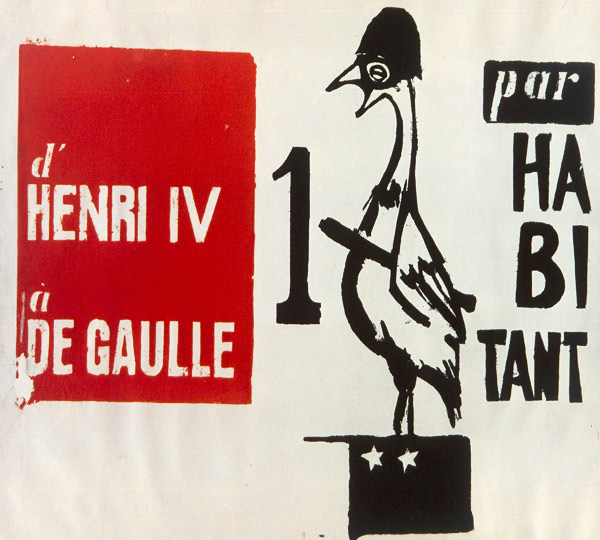 d'
HENRI IV
à
DE GAULLE
1
par
HA
BI
TANT